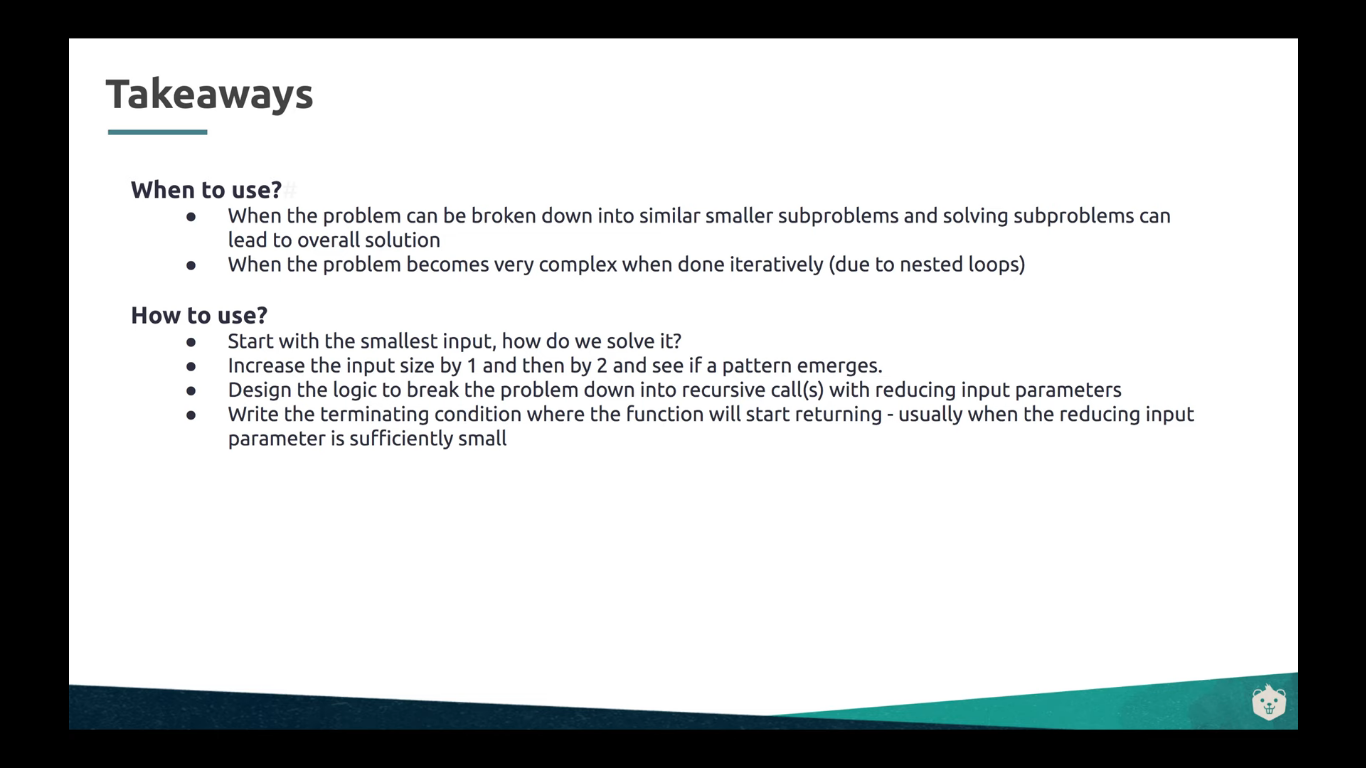 Takeaways
When to use?#
● When the problem can be broken down into similar smaller subproblems and solving subproblems can
lead to overall solution
● When the problem becomes very complex when done iteratively (due to nested loops)
How to use?
● Start with the smallest input, how do we solve it?
● Increase the input size by 1 and then by 2 and see if a pattern emerges.
● Design the logic to break the problem down into recursive call(s) with reducing input parameters
● Write the terminating condition where the function will start returning - usually when the reducing input
parameter is sufficiently small